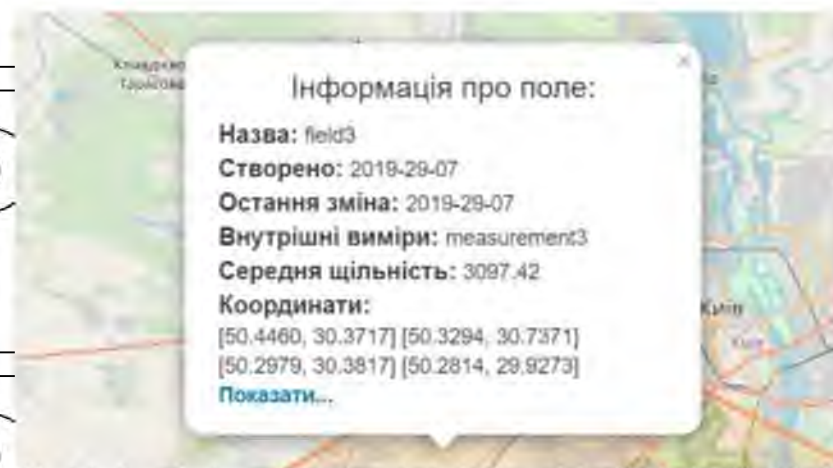 Інформація про поле:
Назва: field3
Створено: 2019-29-07
Остання зміна: 2019-29-07
Внутрішні виміри: measurement3
Середня щільність: 3097.42
Координати:
[50.4460, 30.3717] [50.3294, 30.7371]
[50.2979, 30.3817] [50.2814, 29.9273]
Показати...
Київ